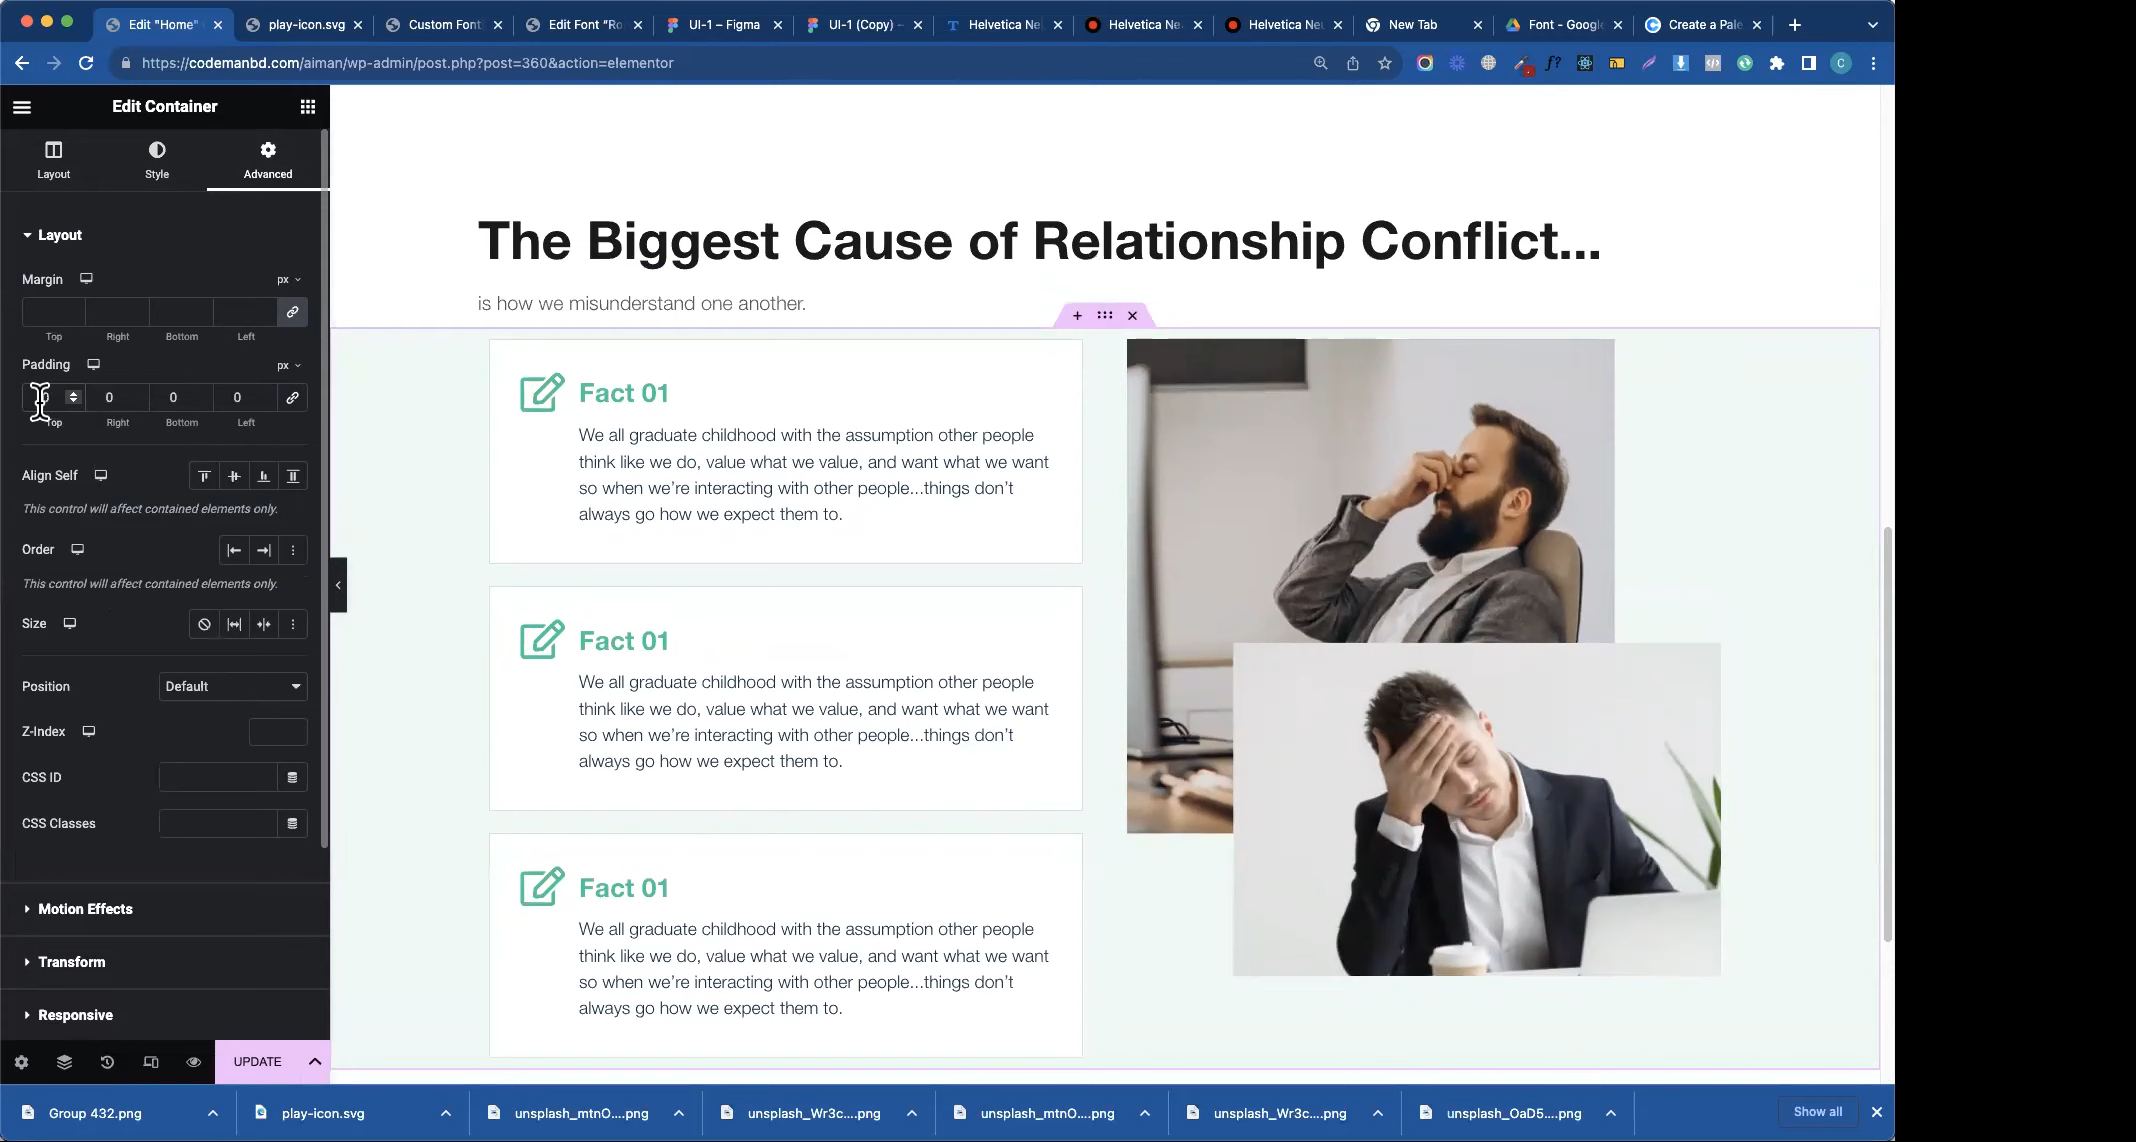 Edit "Home"
play-icon.svg
Custom Font
Edit Font “Ro
UI-1 – Figma
UI-1 (Copy) –
Helvetica Ne
Helvetica Ne
Helvetica Neu
New Tab
Font - Google
Create a Pale
https://codemanbd.com/aiman/wp-admin/post.php?post=360&action=elementor
Edit Container
Layout
Style
Advanced
Layout
Margin
px
Top
Right
Bottom
Left
Padding
px
0
0
0
0
Top
Right
Bottom
Left
Align Self
This control will affect contained elements only.
Order
This control will affect contained elements only.
Size
Position
Default
Z-Index
CSS ID
CSS Classes
Motion Effects
Transform
Responsive
UPDATE
The Biggest Cause of Relationship Conflict...
is how we misunderstand one another.
Fact 01
We all graduate childhood with the assumption other people
think like we do, value what we value, and want what we want
so when we’re interacting with other people...things don’t
always go how we expect them to.
Fact 01
We all graduate childhood with the assumption other people
think like we do, value what we value, and want what we want
so when we’re interacting with other people...things don’t
always go how we expect them to.
Fact 01
We all graduate childhood with the assumption other people
think like we do, value what we value, and want what we want
so when we’re interacting with other people...things don’t
always go how we expect them to.
Group 432.png
play-icon.svg
unsplash_mtnO....png
unsplash_Wr3c....png
unsplash_mtnO....png
unsplash_Wr3c....png
unsplash_OaD5....png
Show all